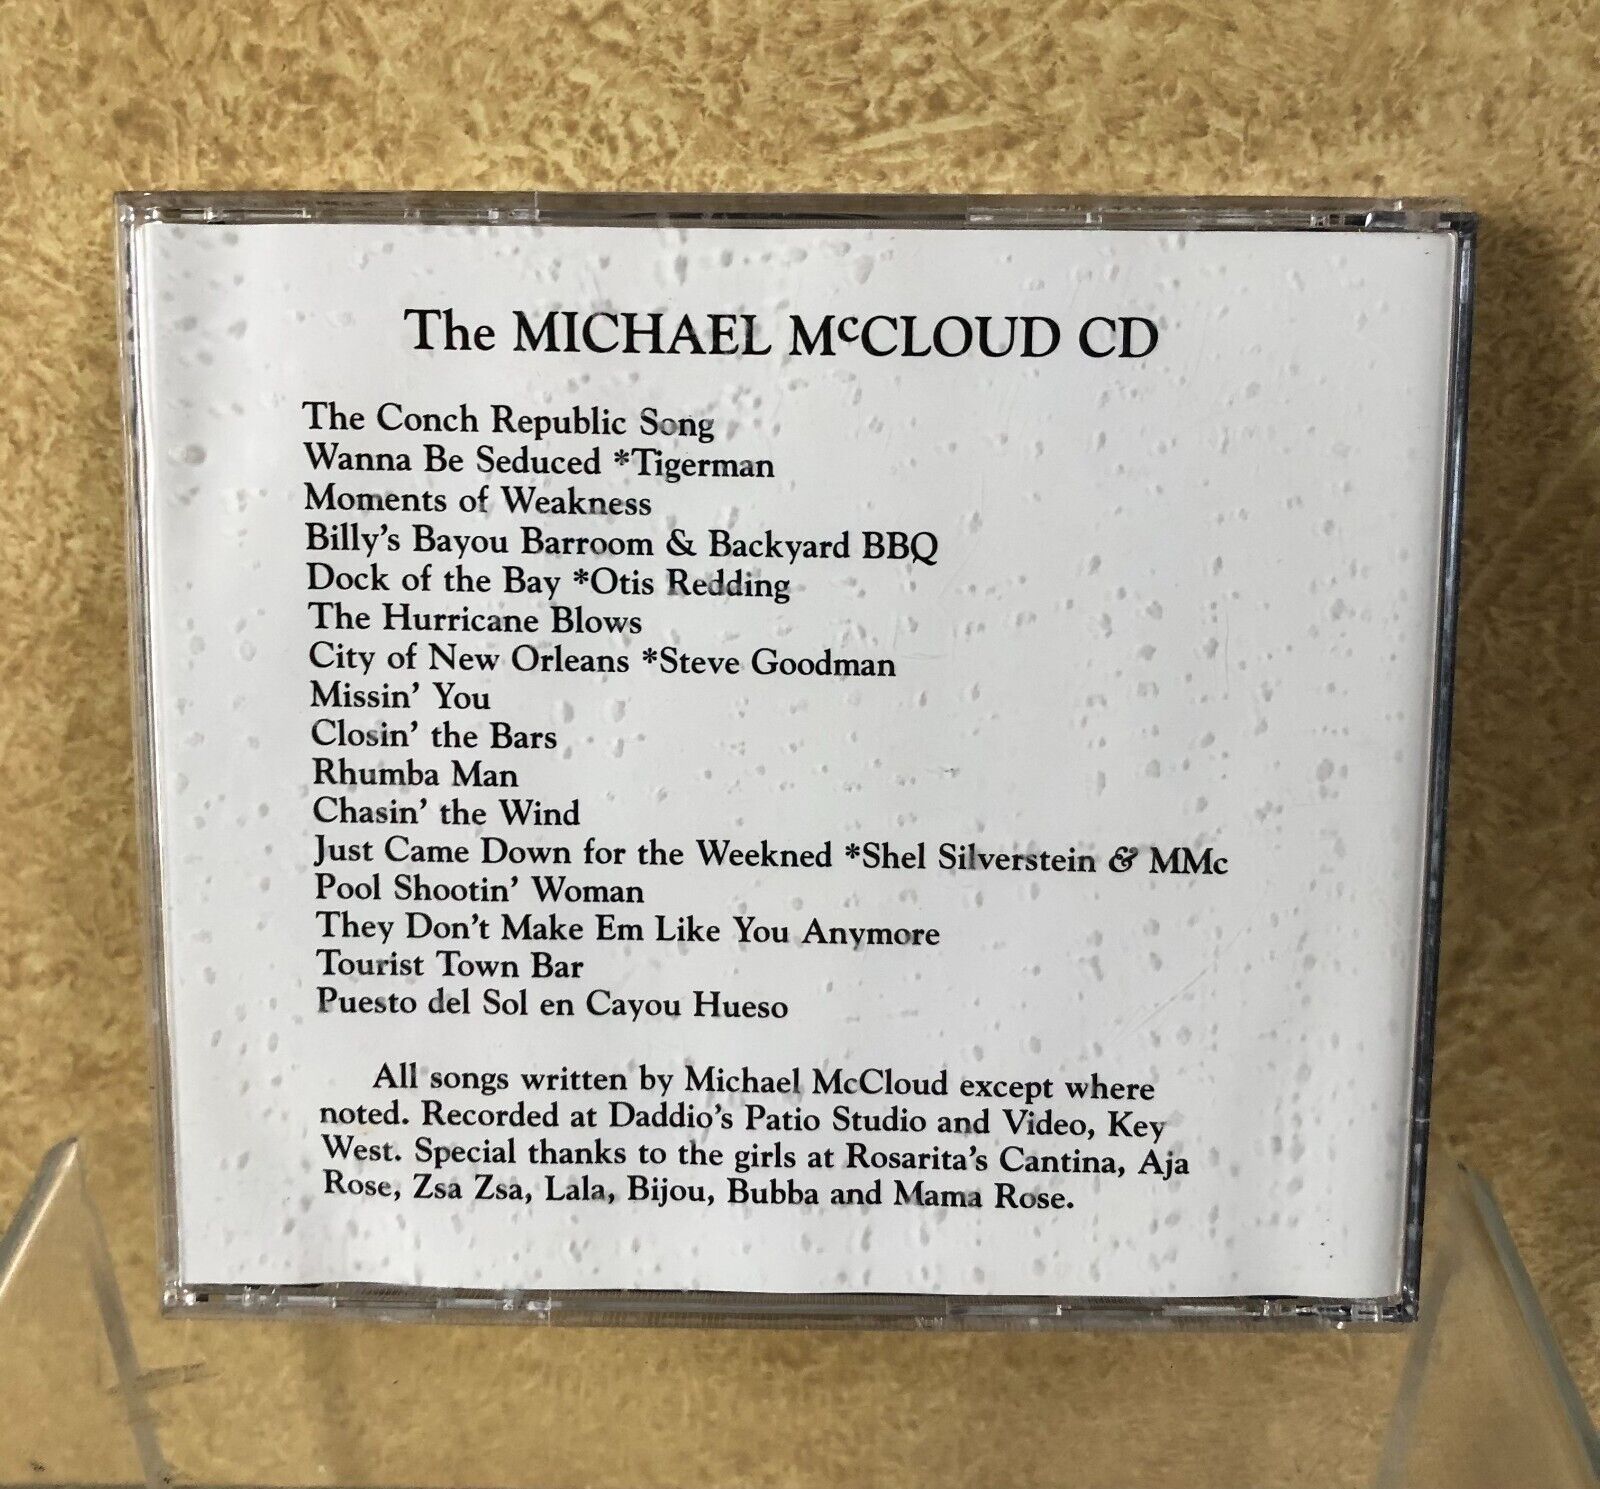 The MICHAEL McCLOUD CD
The Conch Republic Song
Wanna Be Seduced *Tigerman
Moments of Weakness
Billy's Bayou Barroom & Backyard BBQ
Dock of the Bay *Otis Redding
The Hurricane Blows
City of New Orleans *Steve Goodman
Missin' You
Closin' the Bars
Rhumba Man
Chasin' the Wind
Just Came Down for the Weekned *Shel Silverstein & MMc
Pool Shootin' Woman
They Don't Make Em Like You Anymore
Tourist Town Bar
Puesto del Sol en Cayou Hueso
All songs written by Michael McCloud except where
noted. Recorded at Daddio's Patio Studio and Video, Key
West. Special thanks to the girls at Rosarita's Cantina, Aja
Rose, Zsa Zsa, Lala, Bijou, Bubba and Mama Rose.